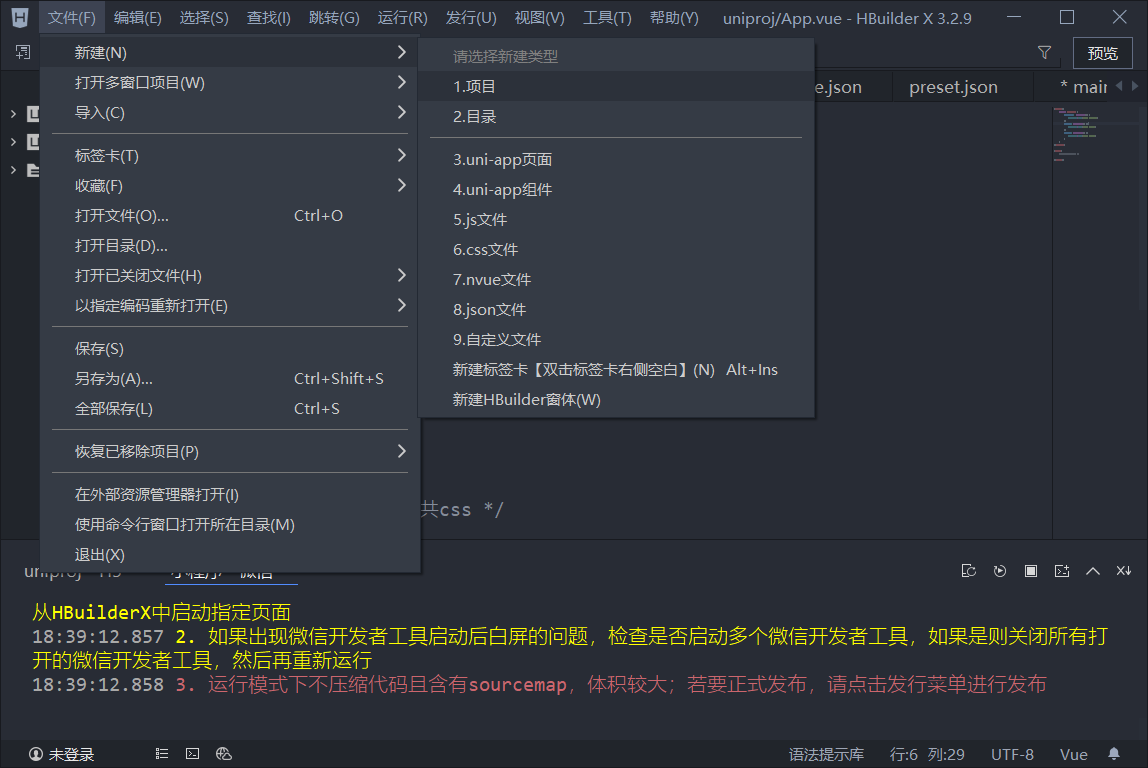 文件(F) 编辑(E) 选择(S) 查找(I) 跳转(G) 运行(R) 发行(U) 视图(V) 工具(T) 帮助(Y) uniproj/App.vue - HBuilder X 3.2.9
预览
e.json preset.json * main
新建(N)
打开多窗口项目(W)
导入(C)
标签卡(T)
收藏(F)
打开文件(O)... Ctrl+O
打开目录(D)...
打开已关闭文件(H)
以指定编码重新打开(E)
保存(S)
另存为(A)... Ctrl+Shift+S
全部保存(L) Ctrl+S
恢复已移除项目(P)
在外部资源管理器打开(I)
使用命令行窗口打开所在目录(M)
退出(X)
请选择新建类型
1.项目
2.目录
3.uni-app页面
4.uni-app组件
5.js文件
6.css文件
7.nvue文件
8.json文件
9.自定义文件
新建标签卡【双击标签卡右侧空白】(N) Alt+Ins
新建HBuilder窗体(W)
共css */
从HBuilderX中启动指定页面
18:39:12.857 2. 如果出现微信开发者工具启动后白屏的问题，检查是否启动多个微信开发者工具，如果是则关闭所有打
开的微信开发者工具，然后再重新运行
18:39:12.858 3. 运行模式下不压缩代码且含有sourcemap，体积较大；若要正式发布，请点击发行菜单进行发布
未登录 语法提示库 行:6 列:29 UTF-8 Vue